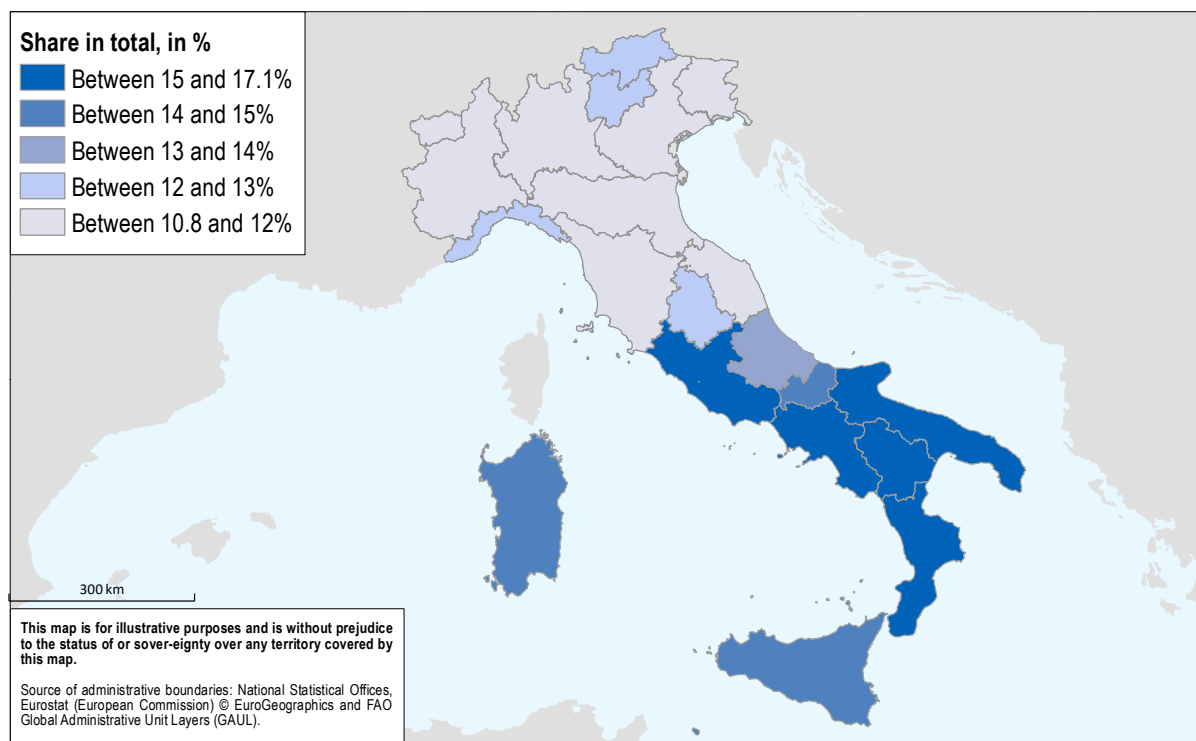 Share in total, in %
Between 15 and 17.1%
Between 14 and 15%
Between 13 and 14%
Between 12 and 13%
Between 10.8 and 12%
300 km
This map is for illustrative purposes and is without prejudice
to the status of or sover-eignty over any territory covered by
this map.
Source of administrative boundaries: National Statistical Offices,
Eurostat (European Commission) © EuroGeographics and FAO
Global Administrative Unit Layers (GAUL).